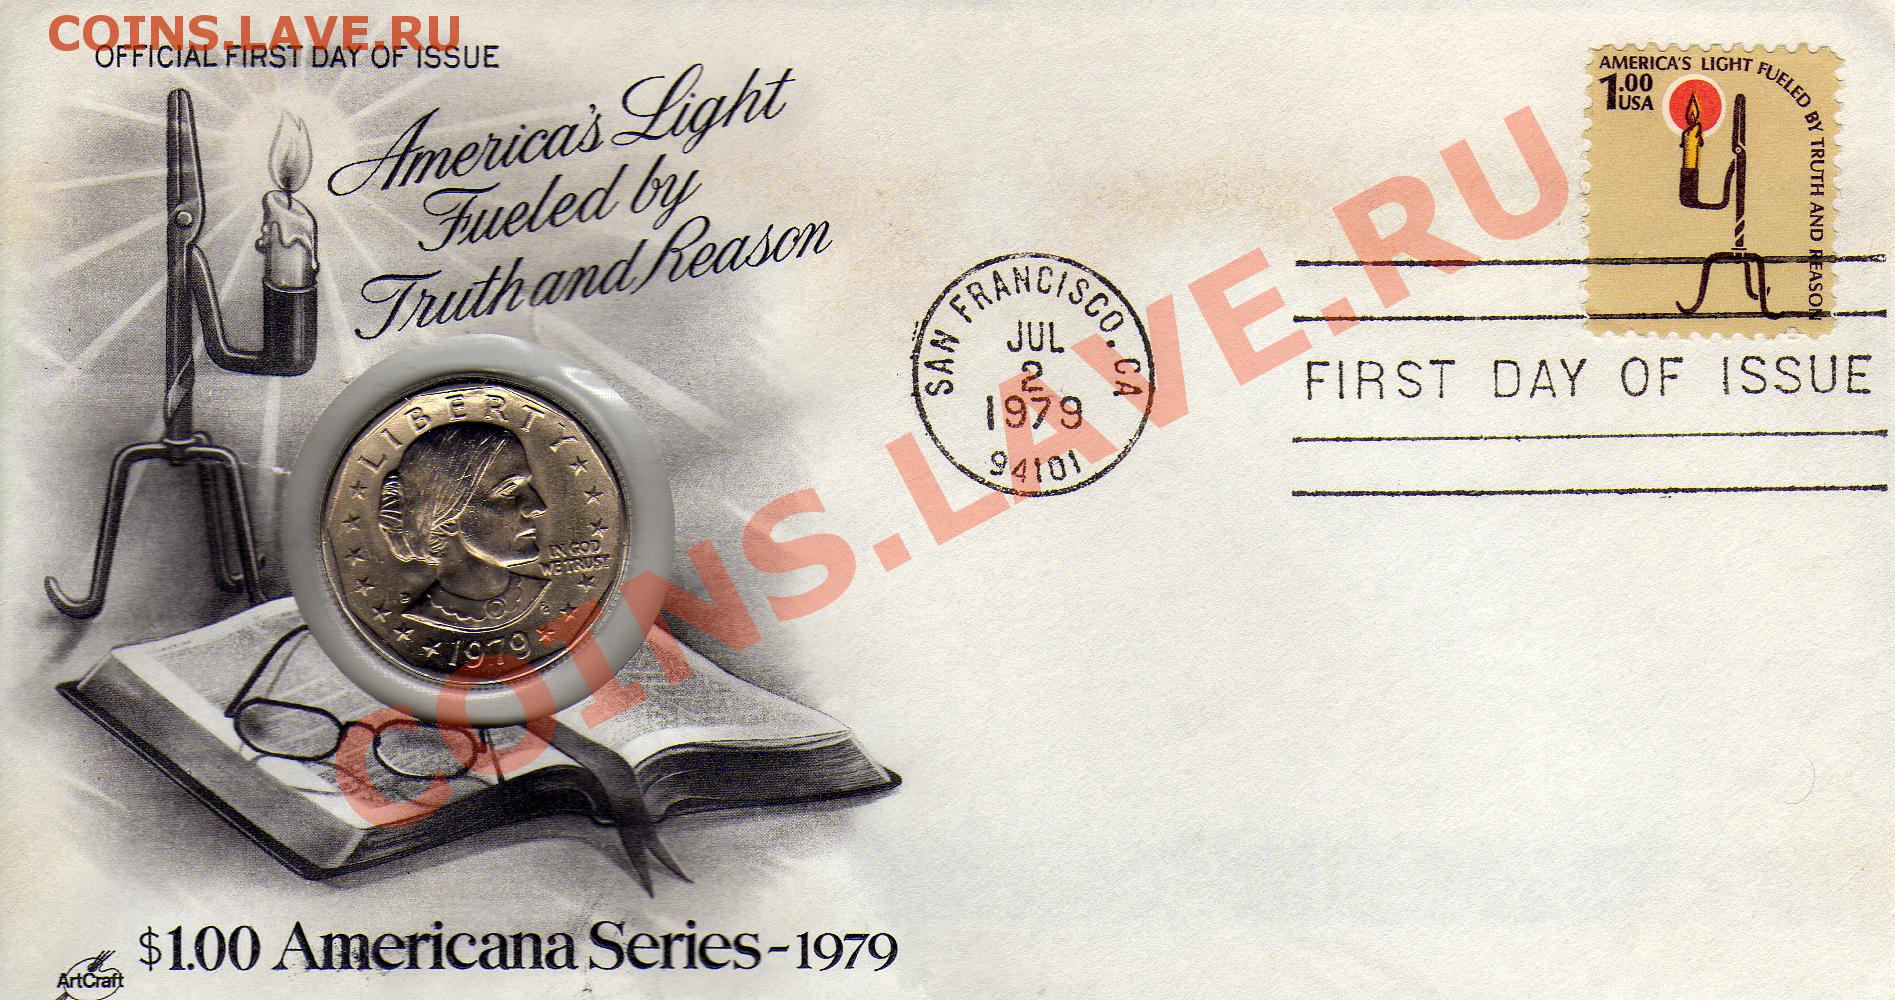 COINS.LAVE.RU
OFFICIAL FIRST DAY OF ISSUE
America's Light
Fueled by
Truth and Reason
LIBERTY
IN GOD
WE TRUST
1979
$1.00 Americana Series-1979
ArtCraft
SAN FRANCISCO. CA
JUL
2
1979
94101
AMERICA'S LIGHT FUELED BY TRUTH AND REASON
1.00
USA
FIRST DAY OF ISSUE
COINS.LAVE.RU